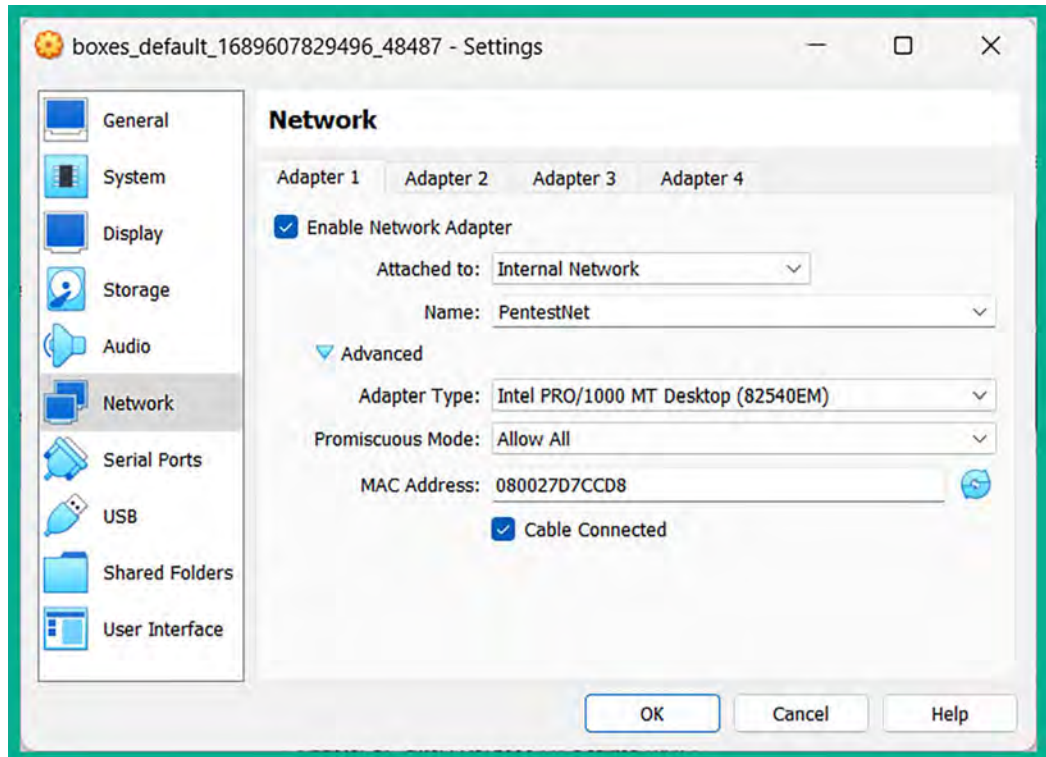 boxes_default_1689607829496_48487 - Settings
General
System
Display
Storage
Audio
Network
Serial Ports
USB
Shared Folders
User Interface
Network
Adapter 1 Adapter 2 Adapter 3 Adapter 4
Enable Network Adapter
Attached to: Internal Network
Name: PentestNet
Advanced
Adapter Type: Intel PRO/1000 MT Desktop (82540EM)
Promiscuous Mode: Allow All
MAC Address: 080027D7CCD8
Cable Connected
OK Cancel Help